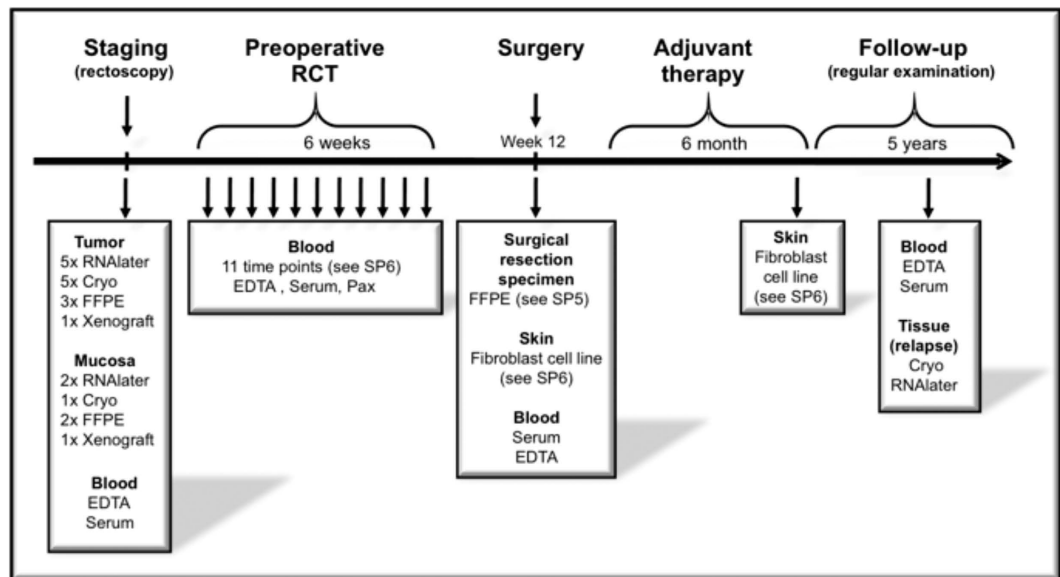 Staging
(rectoscopy)
Preoperative
RCT
Surgery
Adjuvant
therapy
Follow-up
(regular examination)
6 weeks
Week 12
6 month
5 years
Tumor
5x RNAlater
5x Cryo
3x FFPE
1x Xenograft
Mucosa
2x RNAlater
1x Cryo
2x FFPE
1x Xenograft
Blood
EDTA
Serum
Blood
11 time points (see SP6)
EDTA , Serum, Pax
Surgical
resection
specimen
FFPE (see SP5)
Skin
Fibroblast cell line
(see SP6)
Blood
Serum
EDTA
Skin
Fibroblast
cell line
(see SP6)
Blood
EDTA
Serum
Tissue
(relapse)
Cryo
RNAlater